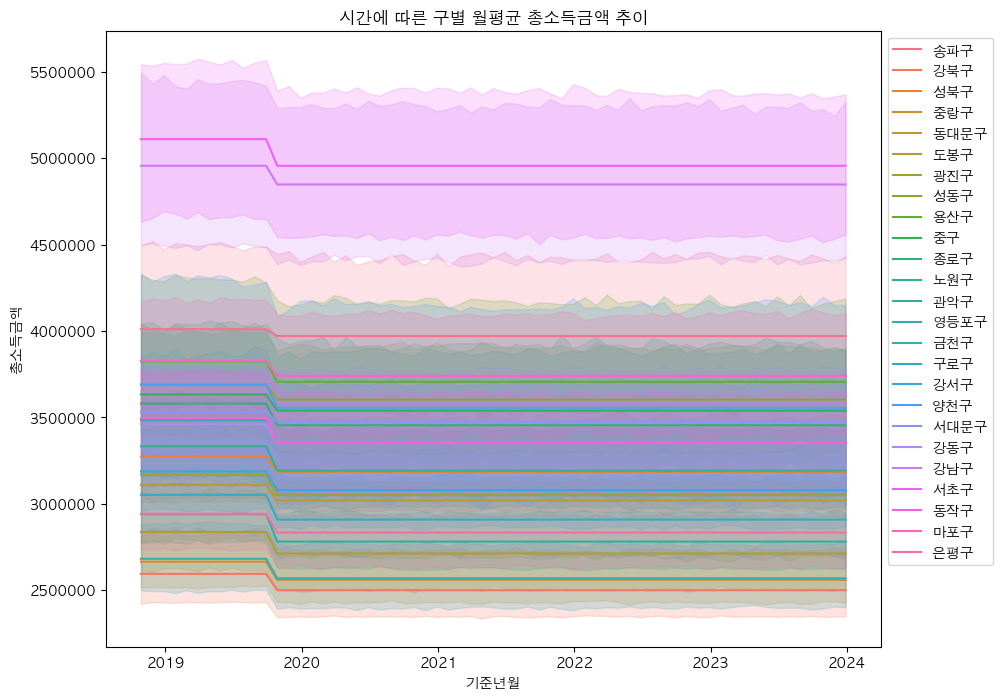 시간에 따른 구별 월평균 총소득금액 추이
총소득금액
5500000
5000000
4500000
4000000
3500000
3000000
2500000
2019
2020
2021
2022
2023
2024
기준년월
송파구
강북구
성북구
중랑구
동대문구
도봉구
광진구
성동구
용산구
중구
종로구
노원구
관악구
영등포구
금천구
구로구
강서구
양천구
서대문구
강동구
강남구
서초구
동작구
마포구
은평구